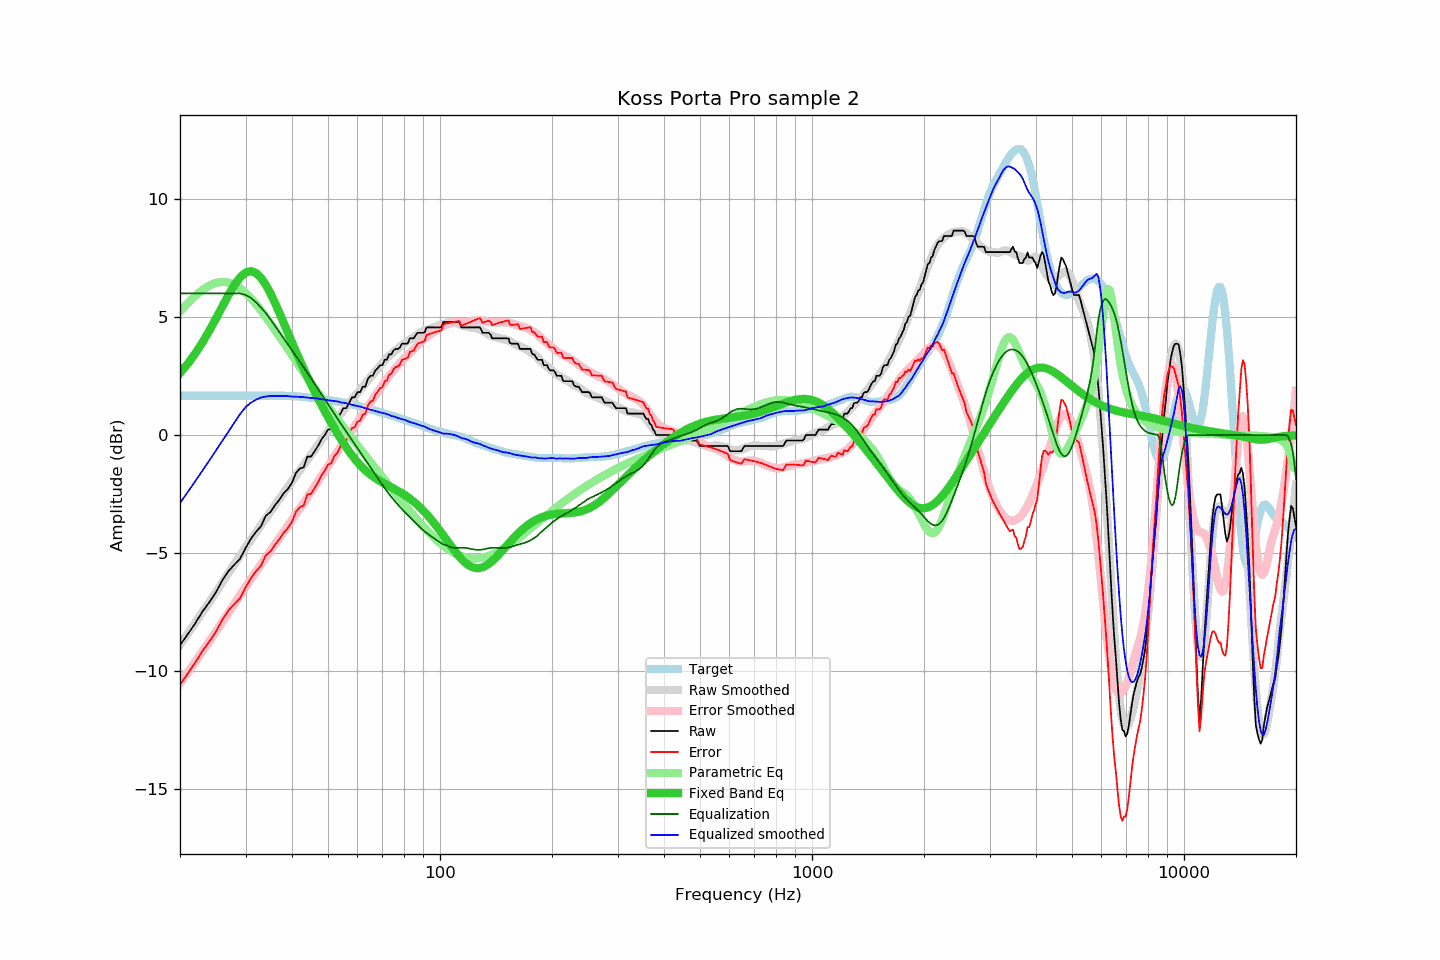 Koss Porta Pro sample 2
Amplitude (dBr)
10
5
0
−5
−10
−15
Target
Raw Smoothed
Error Smoothed
Raw
Error
Parametric Eq
Fixed Band Eq
Equalization
Equalized smoothed
100
1000
10000
Frequency (Hz)